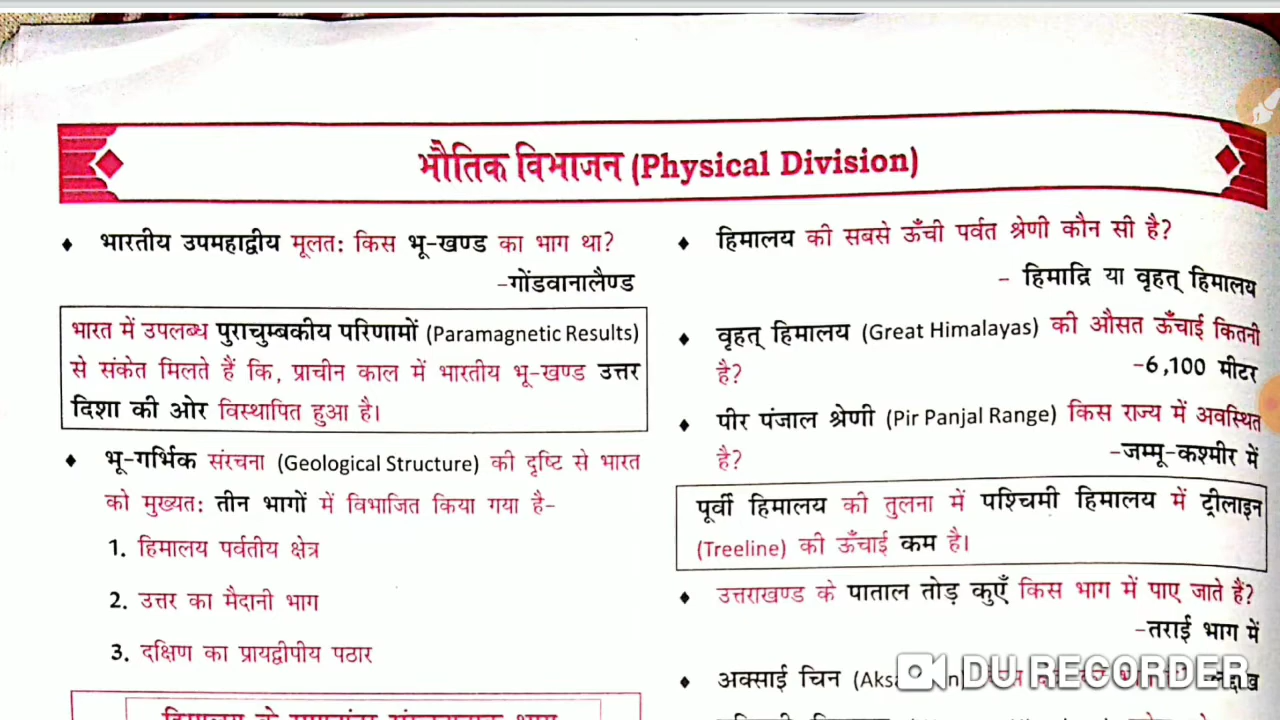 भौतिक विभाजन (Physical Division)
♦ भारतीय उपमहाद्वीय मूलतः किस भू-खण्ड का भाग था?
-गोंडवानालैण्ड
भारत में उपलब्ध पुराचुम्बकीय परिणामों (Paramagnetic Results)
से संकेत मिलते हैं कि, प्राचीन काल में भारतीय भू-खण्ड उत्तर
दिशा की ओर विस्थापित हुआ है।
♦ भू-गर्भिक संरचना (Geological Structure) की दृष्टि से भारत
को मुख्यतः तीन भागों में विभाजित किया गया है-
1. हिमालय पर्वतीय क्षेत्र
2. उत्तर का मैदानी भाग
3. दक्षिण का प्रायद्वीपीय पठार
♦ हिमालय की सबसे ऊँची पर्वत श्रेणी कौन सी है?
- हिमाद्रि या वृहत् हिमालय
♦ वृहत् हिमालय (Great Himalayas) की औसत ऊँचाई कितनी
है? -6,100 मीटर
♦ पीर पंजाल श्रेणी (Pir Panjal Range) किस राज्य में अवस्थित
है? -जम्मू-कश्मीर में
पूर्वी हिमालय की तुलना में पश्चिमी हिमालय में ट्रीलाइन
(Treeline) की ऊँचाई कम है।
♦ उत्तराखण्ड के पाताल तोड़ कुएँ किस भाग में पाए जाते हैं?
-तराई भाग में
♦ अक्साई चिन
DU RECORDER